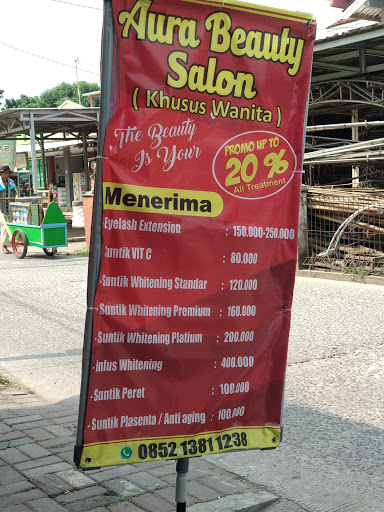 Aura Beauty
Salon
( Khusus Wanita )
The Beauty
Is Your
PROMO UP TO
20 %
All Treatment
Menerima
Eyelash Extension : 150.000-250.000
Suntik VIT C : 80.000
- Suntik Whitening Standar : 120.000
- Suntik Whitening Premium : 160.000
- Suntik Whitening Platium : 200.000
- Infus Whitening : 400.000
- Suntik Peret : 100.000
- Suntik Plasenta / Anti aging : 100.000
0852 1381 1238